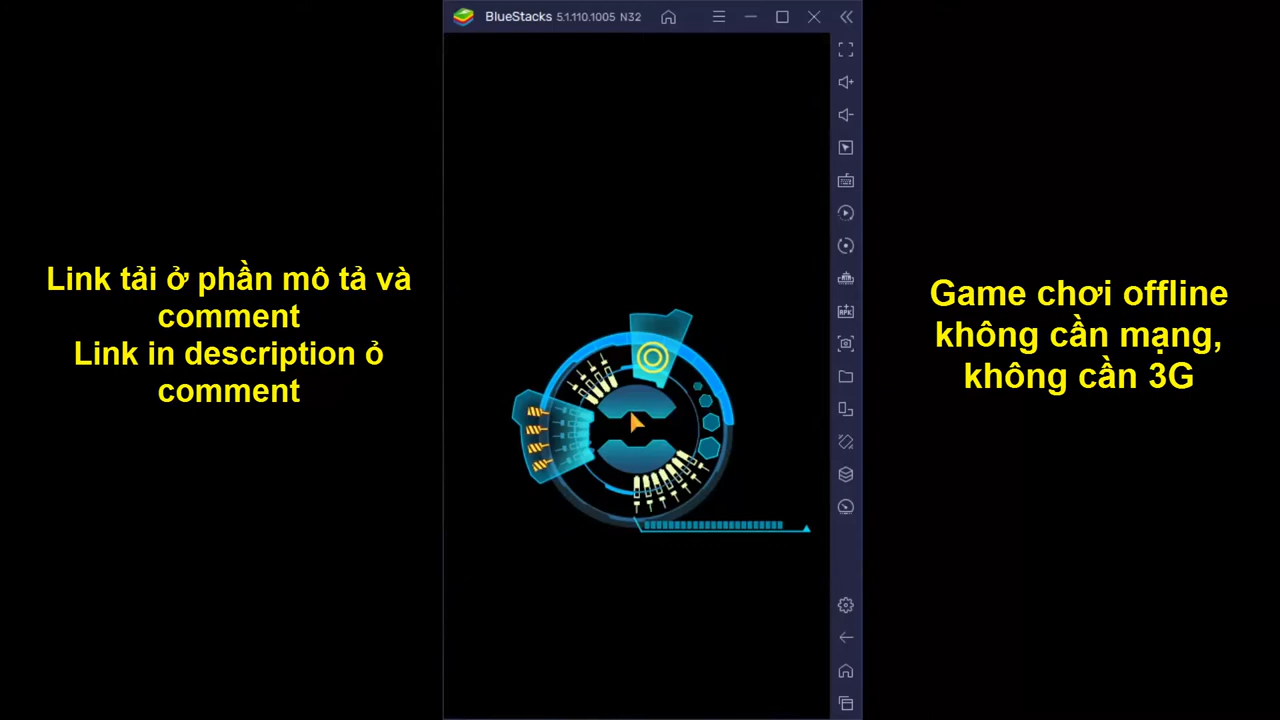 BlueStacks 5.1.110.1005 N32
Link tải ở phần mô tả và
comment
Link in description ỏ
comment
Game chơi offline
không cần mạng,
không cần 3G